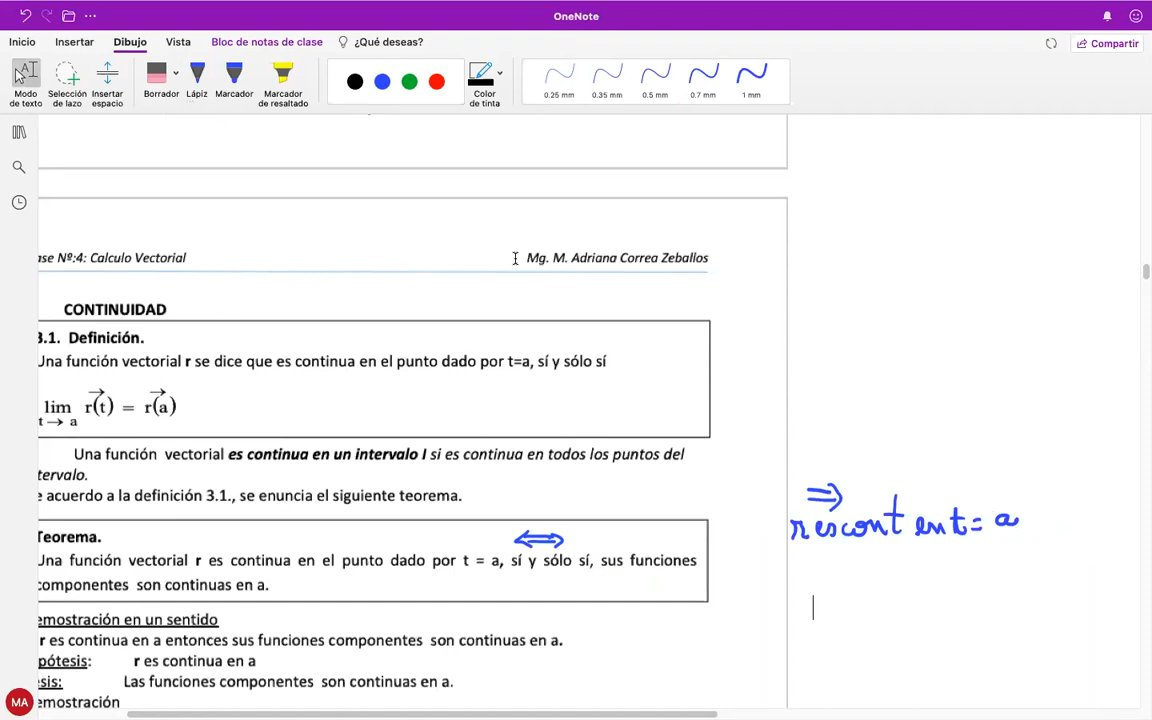 OneNote
Inicio Insertar Dibujo Vista Bloc de notas de clase ¿Qué deseas? Compartir
Modo de texto
Selección de lazo
Insertar espacio
Borrador
Lápiz
Marcador
Marcador de resaltado
Color de tinta
0.25 mm 0.35 mm 0.5 mm 0.7 mm 1 mm
ase Nº:4: Calculo Vectorial Mg. M. Adriana Correa Zeballos
CONTINUIDAD
3.1. Definición.
Una función vectorial r se dice que es continua en el punto dado por t=a, sí y sólo sí
lim r(t) = r(a)
t → a
Una función vectorial es continua en un intervalo I si es continua en todos los puntos del
tervalo.
e acuerdo a la definición 3.1., se enuncia el siguiente teorema.
⇒
r es cont en t = a
Teorema. ⟺
Una función vectorial r es continua en el punto dado por t = a, sí y sólo sí, sus funciones
componentes son continuas en a.
emostración en un sentido
r es continua en a entonces sus funciones componentes son continuas en a.
pótesis: r es continua en a
esis: Las funciones componentes son continuas en a.
emostración
MA